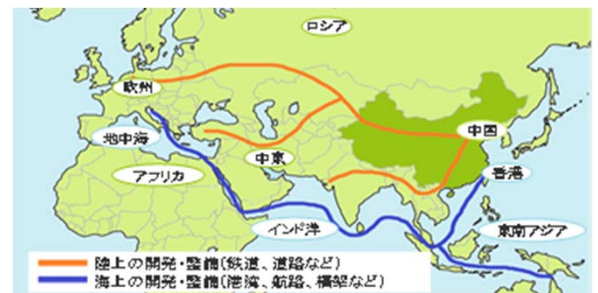 ロシア
欧州
中国
地中海
中東
香港
アフリカ
インド洋
東南アジア
陸上の開発・整備(鉄道、道路など)
海上の開発・整備(港湾、航路、橋梁など)